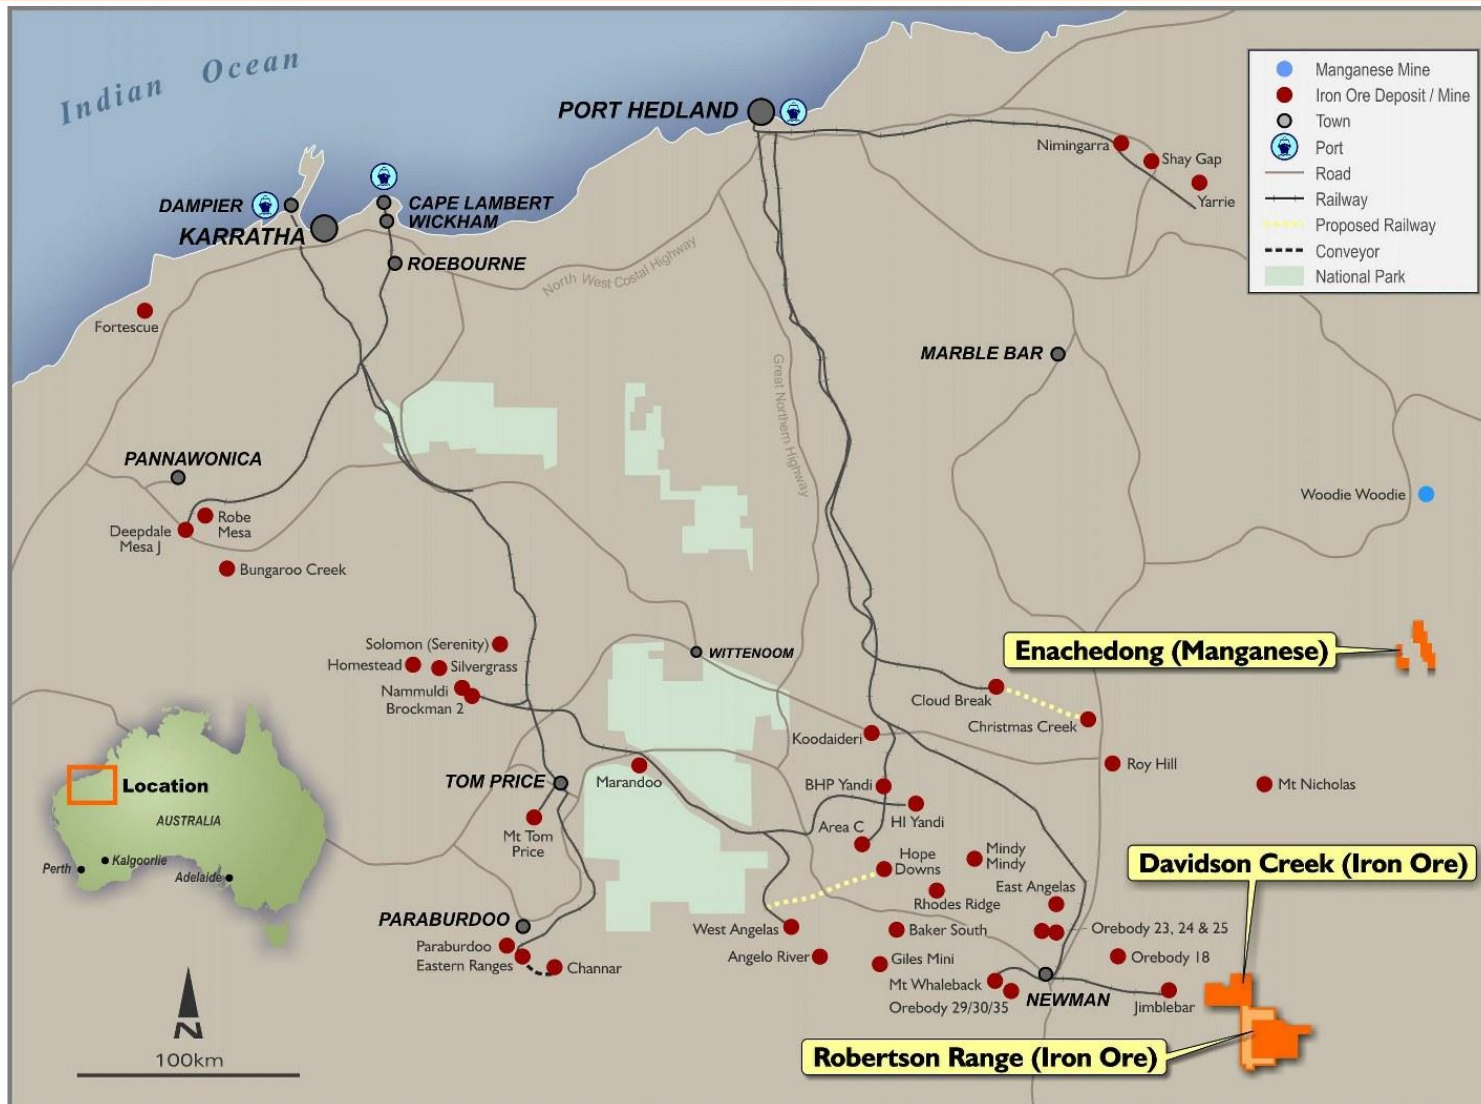 Indian Ocean
PORT HEDLAND
Manganese Mine
Iron Ore Deposit / Mine
Town
Port
Road
Railway
Proposed Railway
Conveyor
National Park
Nimingarra
Shay Gap
Yarrie
DAMPIER
KARRATHA
CAPE LAMBERT
WICKHAM
ROEBOURNE
North West Costal Highway
Fortescue
Great Northern Highway
MARBLE BAR
PANNAWONICA
Woodie Woodie
Robe
Mesa
Deepdale
Mesa J
Bungaroo Creek
Solomon (Serenity)
Homestead
Silvergrass
Nammuldi
Brockman 2
WITTENOOM
Enachedong (Manganese)
Cloud Break
Christmas Creek
Koodaideri
Roy Hill
Mt Nicholas
TOM PRICE
Marandoo
BHP Yandi
HI Yandi
Mt Tom
Price
Area C
Hope
Downs
Mindy
Mindy
Rhodes Ridge
East Angelas
Davidson Creek (Iron Ore)
PARABURDOO
Paraburdoo
Eastern Ranges
Channar
West Angelas
Angelo River
Baker South
Giles Mini
Orebody 23, 24 & 25
Orebody 18
Mt Whaleback
Orebody 29/30/35
NEWMAN
Jimblebar
Robertson Range (Iron Ore)
Location
AUSTRALIA
Perth
Kalgoorlie
Adelaide
N
100km